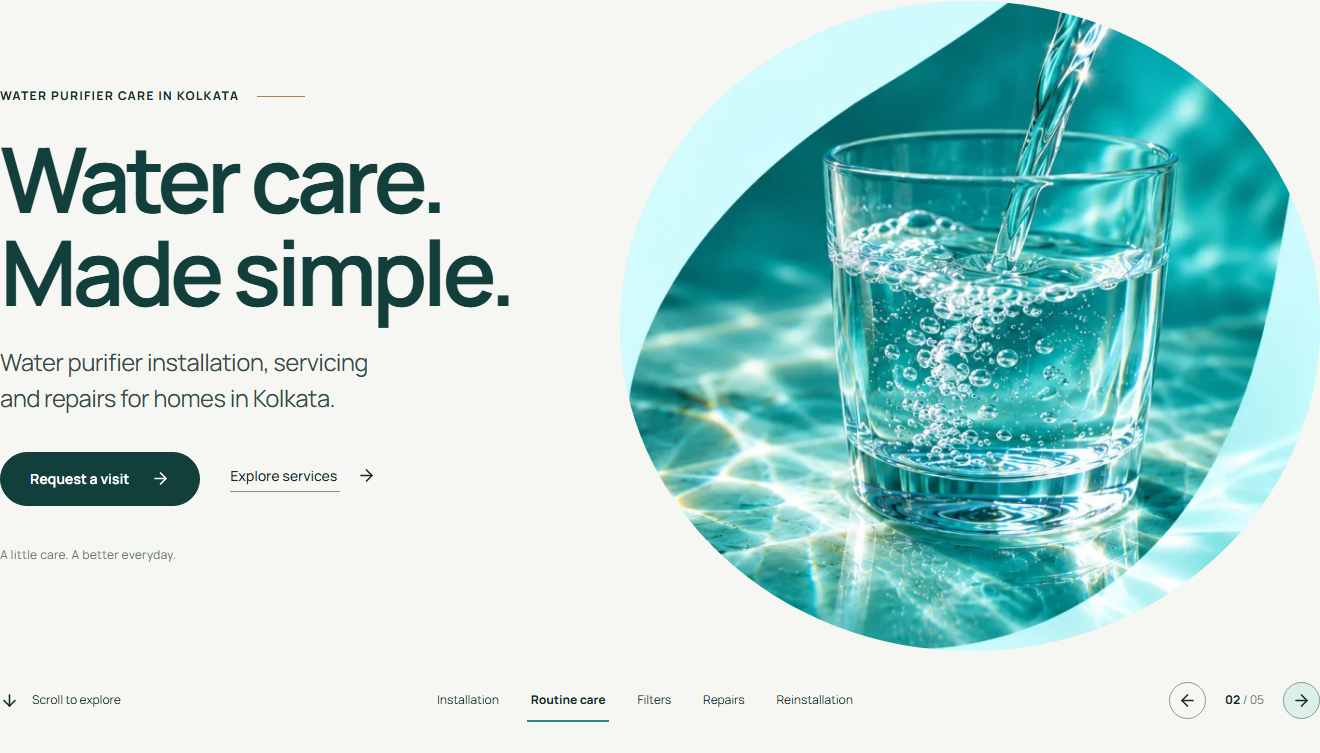 WATER PURIFIER CARE IN KOLKATA
Water care.
Made simple.
Water purifier installation, servicing
and repairs for homes in Kolkata.
Request a visit
Explore services
A little care. A better everyday.
Scroll to explore
Installation
Routine care
Filters
Repairs
Reinstallation
02 / 05